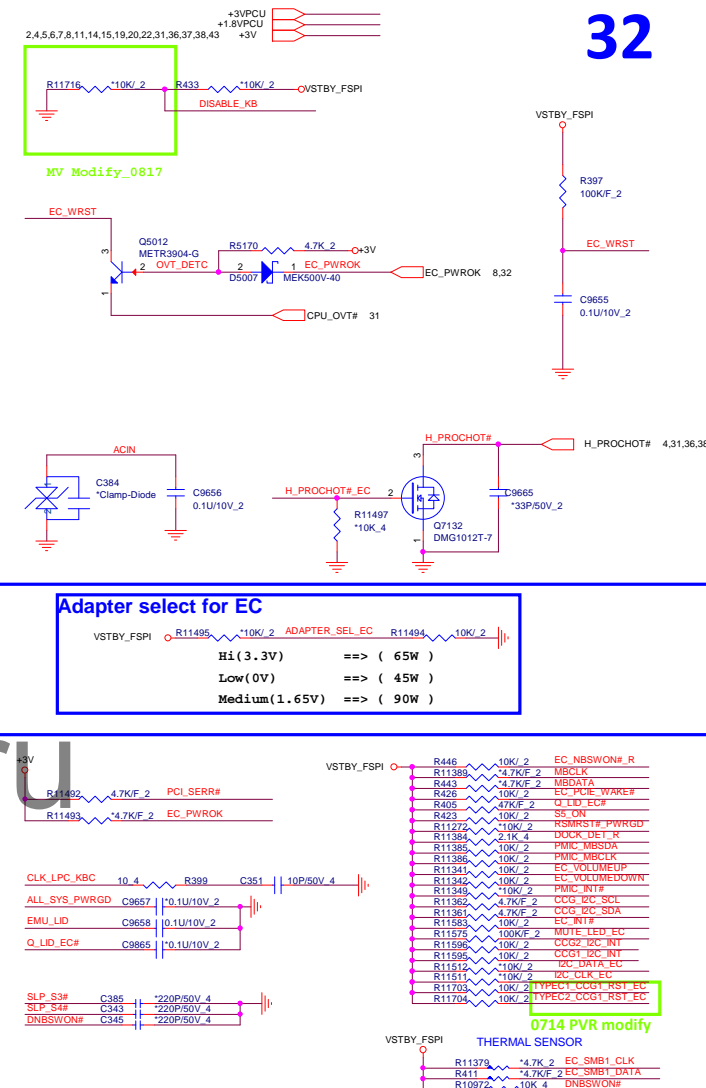 +3VPCU
+1.8VPCU
2,4,5,6,7,8,11,14,15,19,20,22,31,36,37,38,43 +3V
32
R11716 *10K/_2 R433 *10K/_2 VSTBY_FSPI
DISABLE_KB
MV Modify_0817
VSTBY_FSPI
R397
100K/F_2
EC_WRST
C9655
0.1U/10V_2
EC_WRST
Q5012
METR3904-G
3
2 OVT_DETC
1
R5170 4.7K_2 +3V
2 1 EC_PWROK
D5007 MEK500V-40
EC_PWROK 8,32
CPU_OVT# 31
ACIN
1
2
C384
*Clamp-Diode
C9656
0.1U/10V_2
H_PROCHOT#
H_PROCHOT# 4,31,36,38
3
H_PROCHOT#_EC 2
1
R11497
*10K_4
Q7132
DMG1012T-7
C9665
*33P/50V_2
Adapter select for EC
VSTBY_FSPI R11495 *10K/_2 ADAPTER_SEL_EC R11494 10K/_2
Hi(3.3V) ==> ( 65W )
Low(0V) ==> ( 45W )
Medium(1.65V) ==> ( 90W )
ru
+3V
R11492 4.7K/F_2 PCI_SERR#
R11493 *4.7K/F_2 EC_PWROK
CLK_LPC_KBC 10_4 R399 C351 10P/50V_4
ALL_SYS_PWRGD C9657 *0.1U/10V_2
EMU_LID C9658 0.1U/10V_2
Q_LID_EC# C9865 *0.1U/10V_2
SLP_S3# C385 *220P/50V_4
SLP_S4# C343 *220P/50V_4
DNBSWON# C345 *220P/50V_4
VSTBY_FSPI
R446 10K/_2 EC_NBSWON#_R
R11389 *4.7K/F_2 MBCLK
R443 *4.7K/F_2 MBDATA
R426 10K/_2 EC_PCIE_WAKE#
R405 47K/F_2 Q_LID_EC#
R423 10K/_2 S5_ON
R11272 *10K/_2 RSMRST#_PWRGD
R11384 2.1K_4 DOCK_DET_R
R11385 10K/_2 PMIC_MBSDA
R11386 10K/_2 PMIC_MBCLK
R11341 10K/_2 EC_VOLUMEUP
R11342 10K/_2 EC_VOLUMEDOWN
R11349 *10K/_2 PMIC_INT#
R11362 4.7K/F_2 CCG_I2C_SCL
R11361 4.7K/F_2 CCG_I2C_SDA
R11583 10K/_2 EC_INT#
R11575 100K/F_2 MUTE_LED_EC
R11596 10K/_2 CCG2_I2C_INT
R11595 10K/_2 CCG1_I2C_INT
R11512 *10K/_2 I2C_DATA_EC
R11511 *10K/_2 I2C_CLK_EC
R11703 10K/_2 TYPEC1_CCG1_RST_EC
R11704 10K/_2 TYPEC2_CCG1_RST_EC
0714 PVR modify
VSTBY_FSPI THERMAL SENSOR
R11379 *4.7K_2 EC_SMB1_CLK
R411 *4.7K/F_2 EC_SMB1_DATA
R10972 *10K_4 DNBSWON#